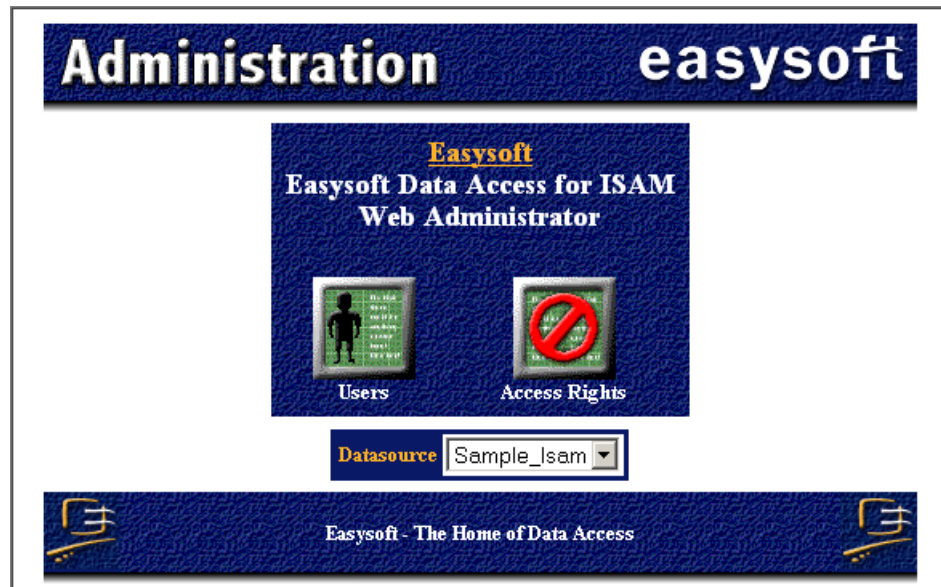 Administration
easysoft
Easysoft
Easysoft Data Access for ISAM
Web Administrator
Users
Access Rights
Datasource
Sample_Isam
Easysoft - The Home of Data Access